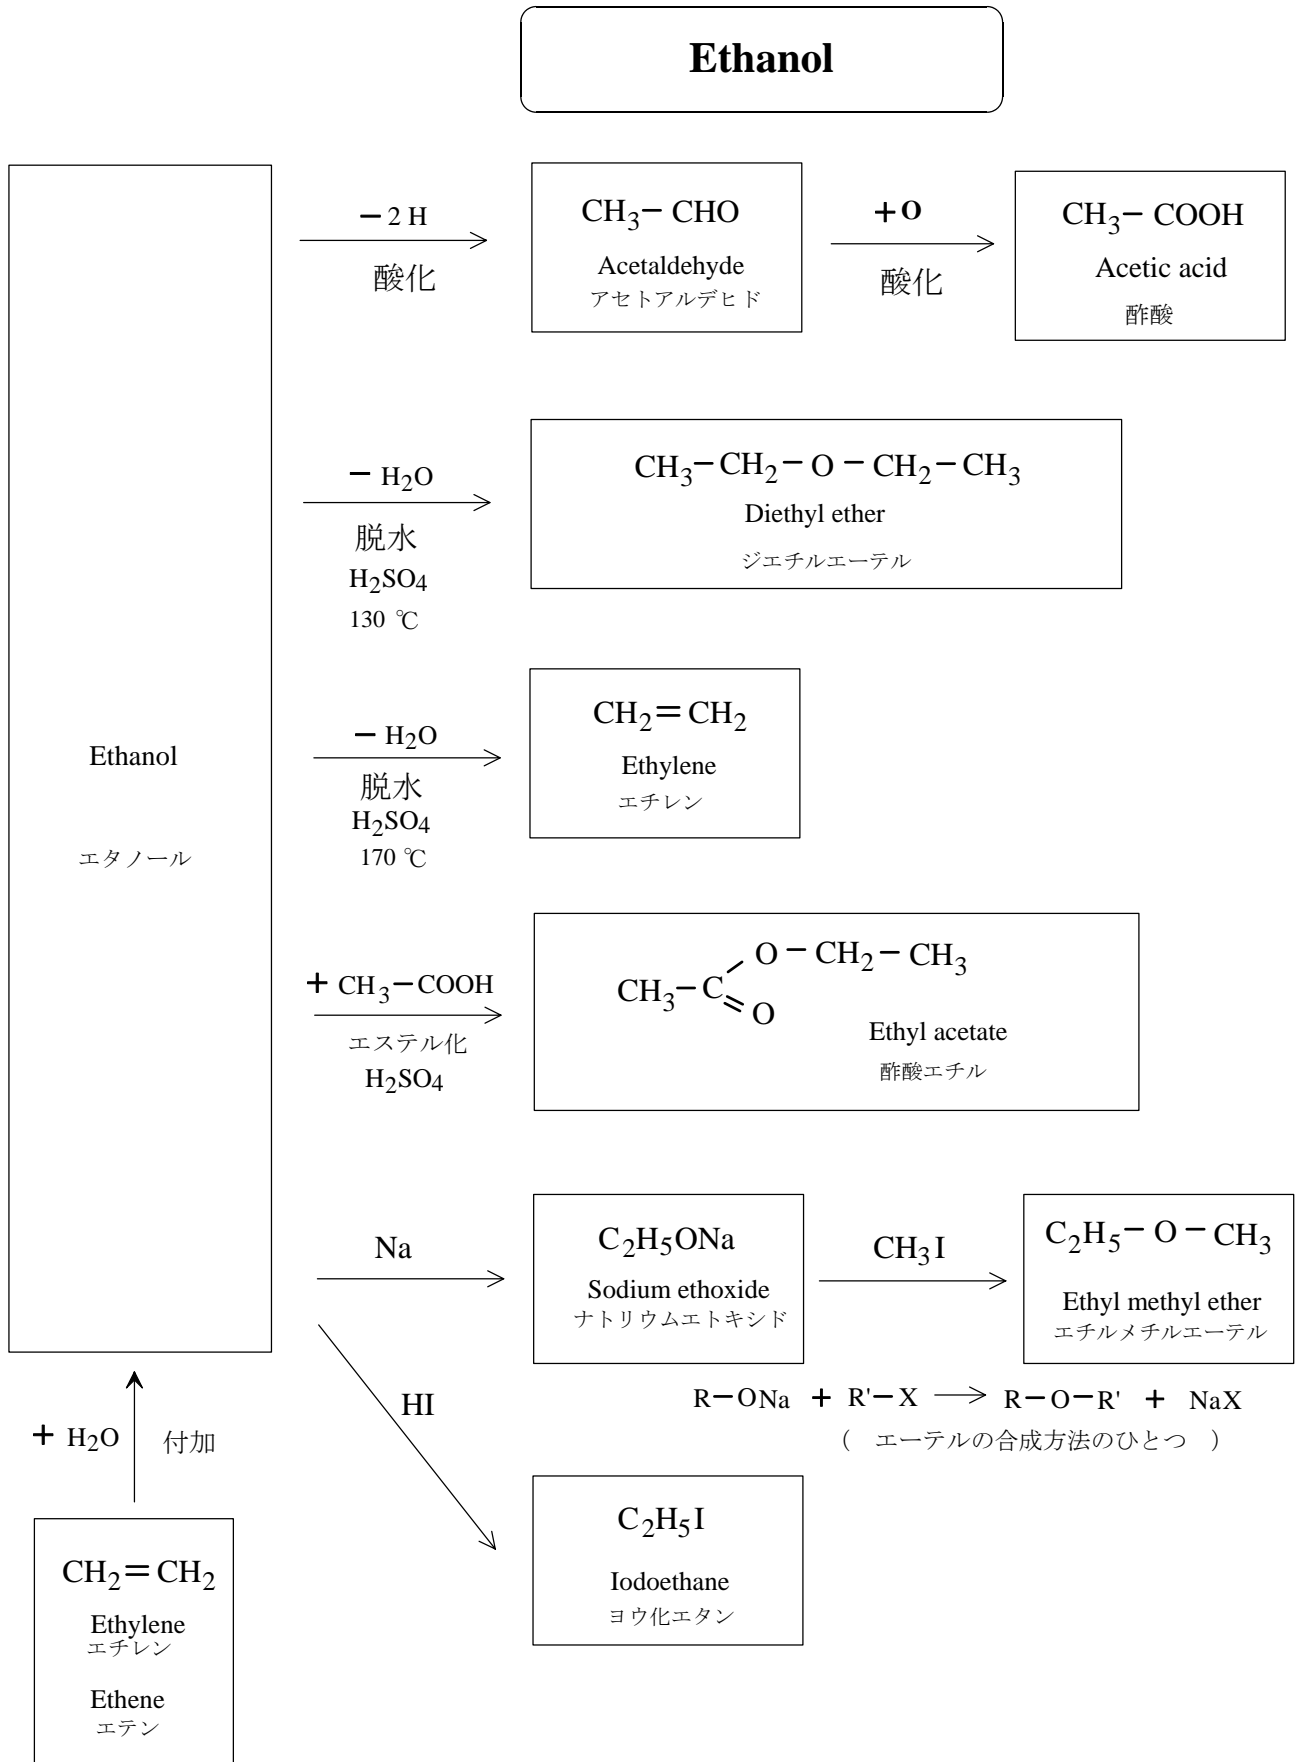 Ethanol
− 2 H
酸化
CH₃− CHO
Acetaldehyde
アセトアルデヒド
+ O
酸化
CH₃− COOH
Acetic acid
酢酸
− H₂O
脱水
H₂SO₄
130 ℃
CH₃−CH₂− O −CH₂−CH₃
Diethyl ether
ジエチルエーテル
Ethanol
エタノール
− H₂O
脱水
H₂SO₄
170 ℃
CH₂=CH₂
Ethylene
エチレン
+ CH₃−COOH
エステル化
H₂SO₄
O − CH₂− CH₃
CH₃− C
O
Ethyl acetate
酢酸エチル
Na
C₂H₅ONa
Sodium ethoxide
ナトリウムエトキシド
CH₃I
C₂H₅− O − CH₃
Ethyl methyl ether
エチルメチルエーテル
R−ONa + R'−X → R−O−R' + NaX
( エーテルの合成方法のひとつ )
HI
C₂H₅I
Iodoethane
ヨウ化エタン
+ H₂O 付加
CH₂=CH₂
Ethylene
エチレン
Ethene
エテン